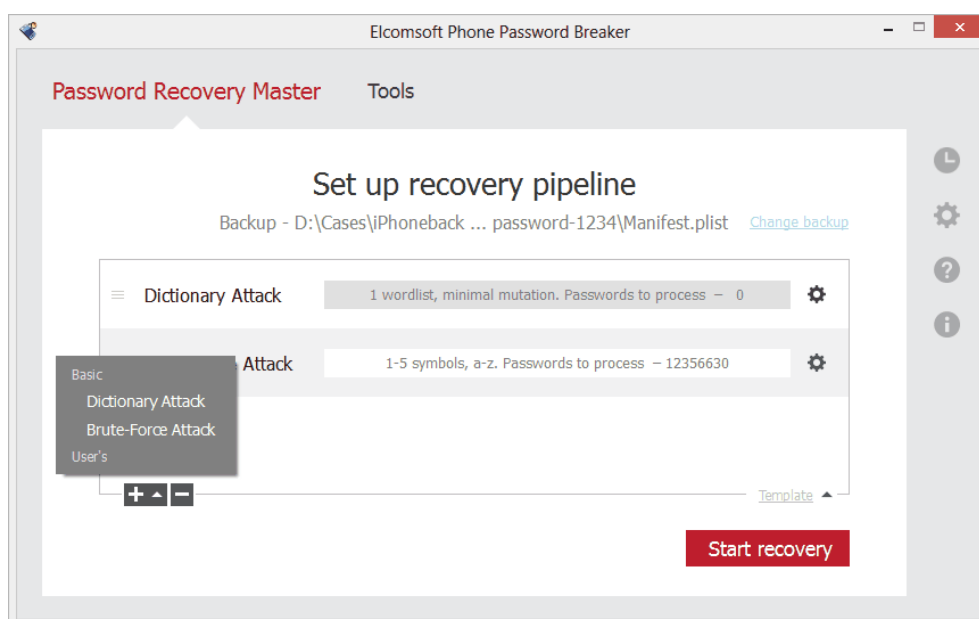 Elcomsoft Phone Password Breaker
Password Recovery Master Tools
Set up recovery pipeline
Backup - D:\Cases\iPhoneback ... password-1234\Manifest.plist Change backup
Dictionary Attack 1 wordlist, minimal mutation. Passwords to process – 0
Attack 1-5 symbols, a-z. Passwords to process – 12356630
Basic
Dictionary Attack
Brute-Force Attack
User's
Template
Start recovery